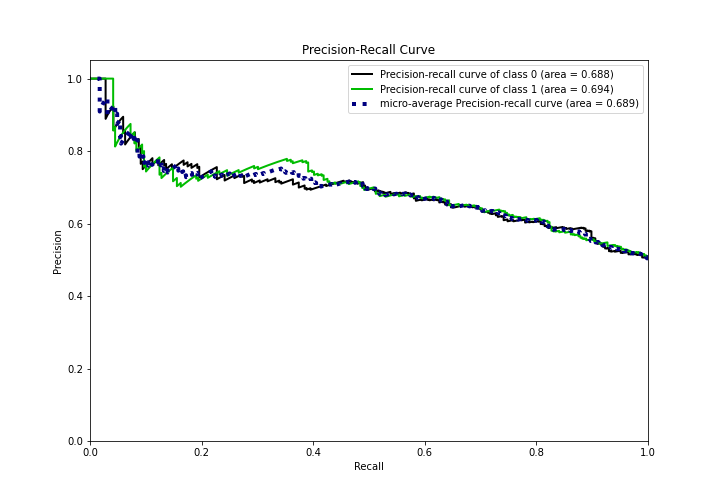 Precision-Recall Curve
Precision-recall curve of class 0 (area = 0.688)
Precision-recall curve of class 1 (area = 0.694)
micro-average Precision-recall curve (area = 0.689)
1.0
0.8
0.6
0.4
0.2
0.0
Precision
0.0 0.2 0.4 0.6 0.8 1.0
Recall